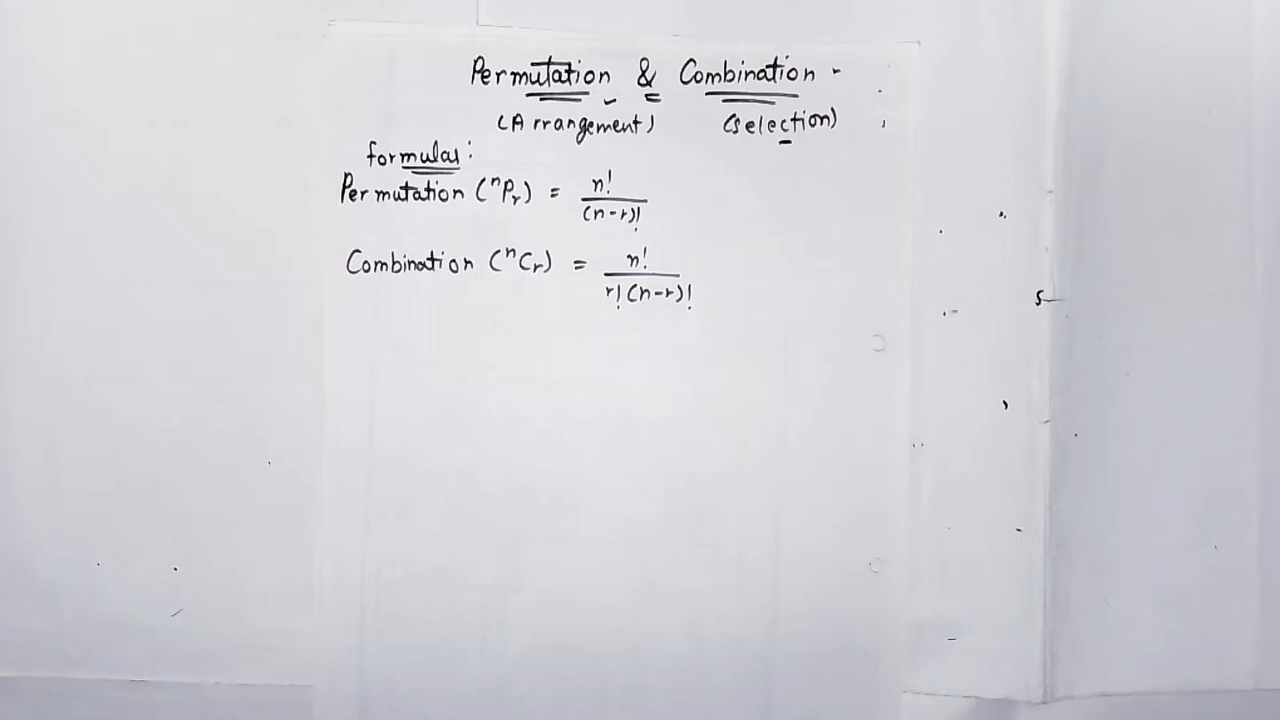 Permutation & Combination -
(Arrangement) (selection)
formulas:
Permutation (ⁿPᵣ) = n! / (n-r)!
Combination (ⁿCᵣ) = n! / r!(n-r)!